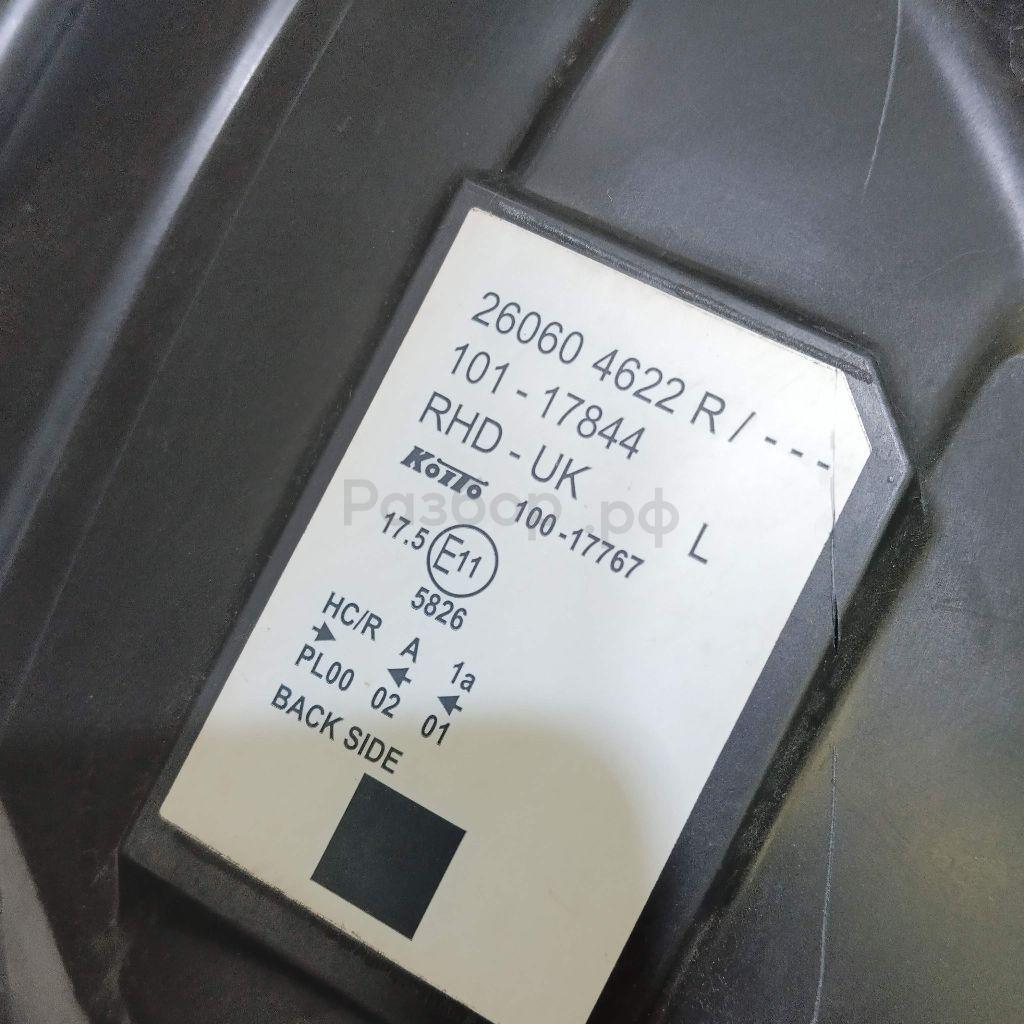 26060 4622 R / - - -
101 - 17844
RHD - UK
L
KOITO 100 -17767
17.5 E11
5826
HC/R A 1a
PL00 02 01
BACK SIDE
Разбор.рф